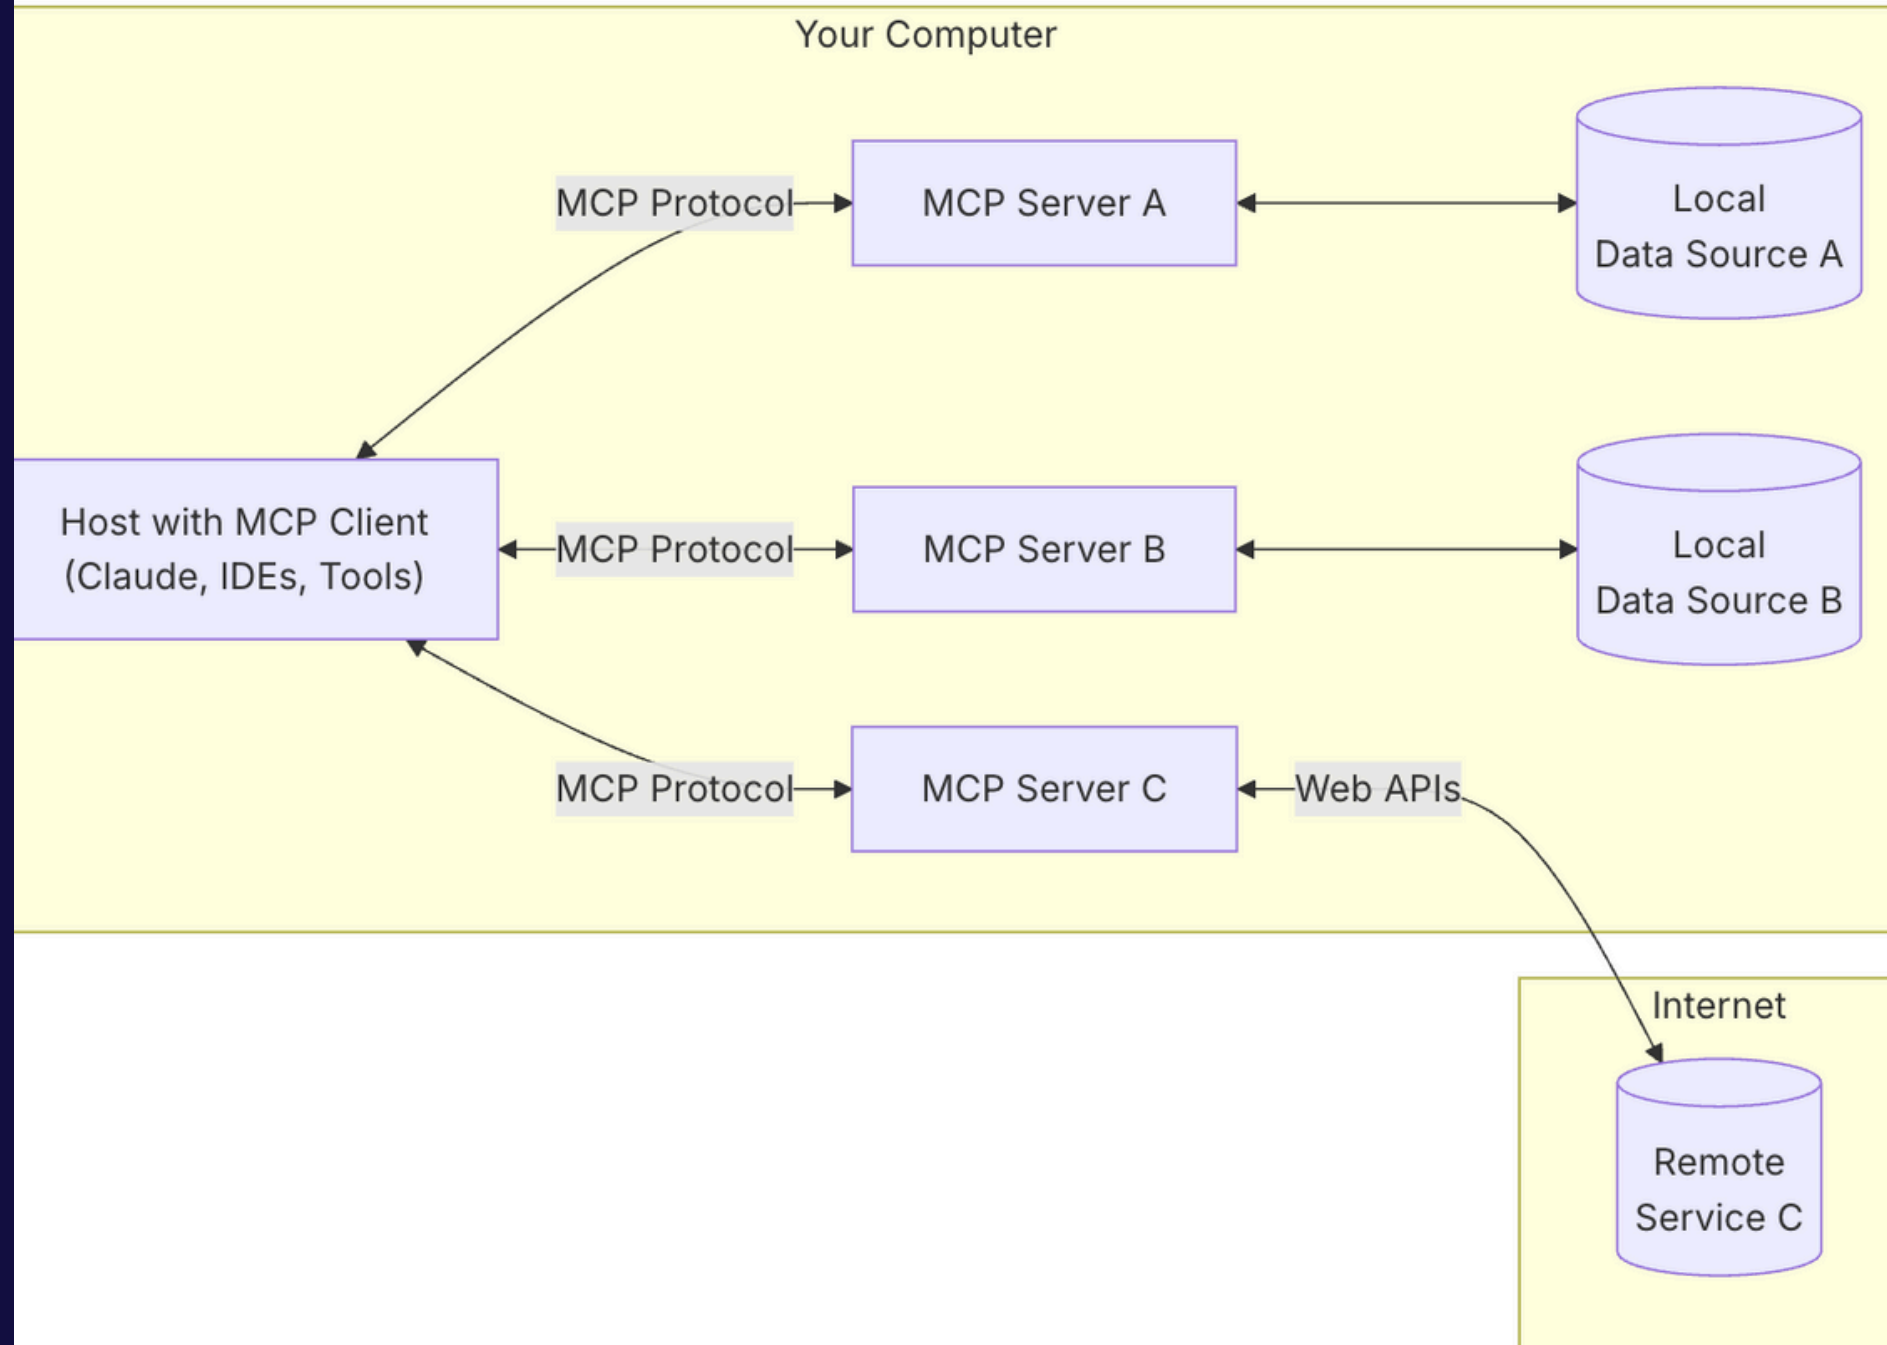 Your Computer
MCP Protocol
MCP Server A
Local
Data Source A
Host with MCP Client
(Claude, IDEs, Tools)
MCP Protocol
MCP Server B
Local
Data Source B
MCP Protocol
MCP Server C
Web APIs
Internet
Remote
Service C